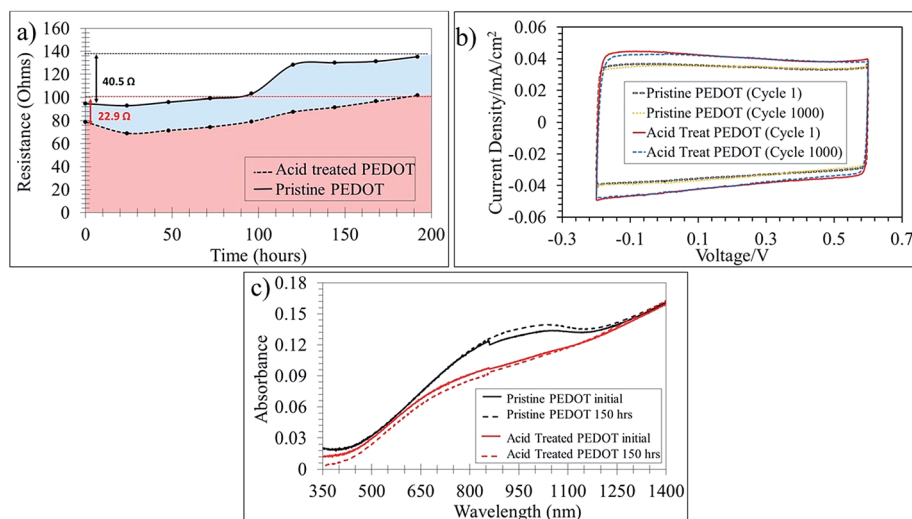 a)
Resistance (Ohms)
160
140
120
100
80
60
40
20
0
40.5 Ω
22.9 Ω
Acid treated PEDOT
Pristine PEDOT
0
50
100
150
200
Time (hours)
b)
Current Density/mA/cm²
0.06
0.04
0.02
0
-0.02
-0.04
-0.06
Pristine PEDOT (Cycle 1)
Pristine PEDOT (Cycle 1000)
Acid Treat PEDOT (Cycle 1)
Acid Treat PEDOT (Cycle 1000)
-0.3
-0.1
0.1
0.3
0.5
0.7
Voltage/V
c)
Absorbance
0.18
0.15
0.12
0.09
0.06
0.03
0
Pristine PEDOT initial
Pristine PEDOT 150 hrs
Acid Treated PEDOT initial
Acid Treated PEDOT 150 hrs
350
500
650
800
950
1100
1250
1400
Wavelength (nm)